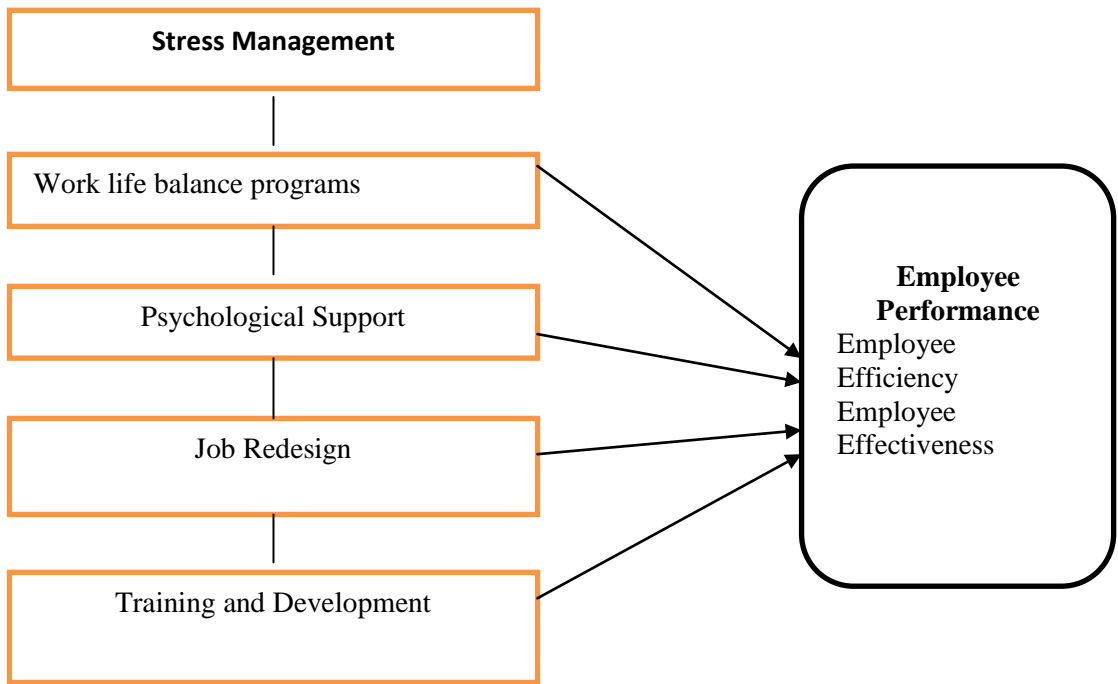 Stress Management
Work life balance programs
Psychological Support
Job Redesign
Training and Development
Employee
Performance
Employee
Efficiency
Employee
Effectiveness